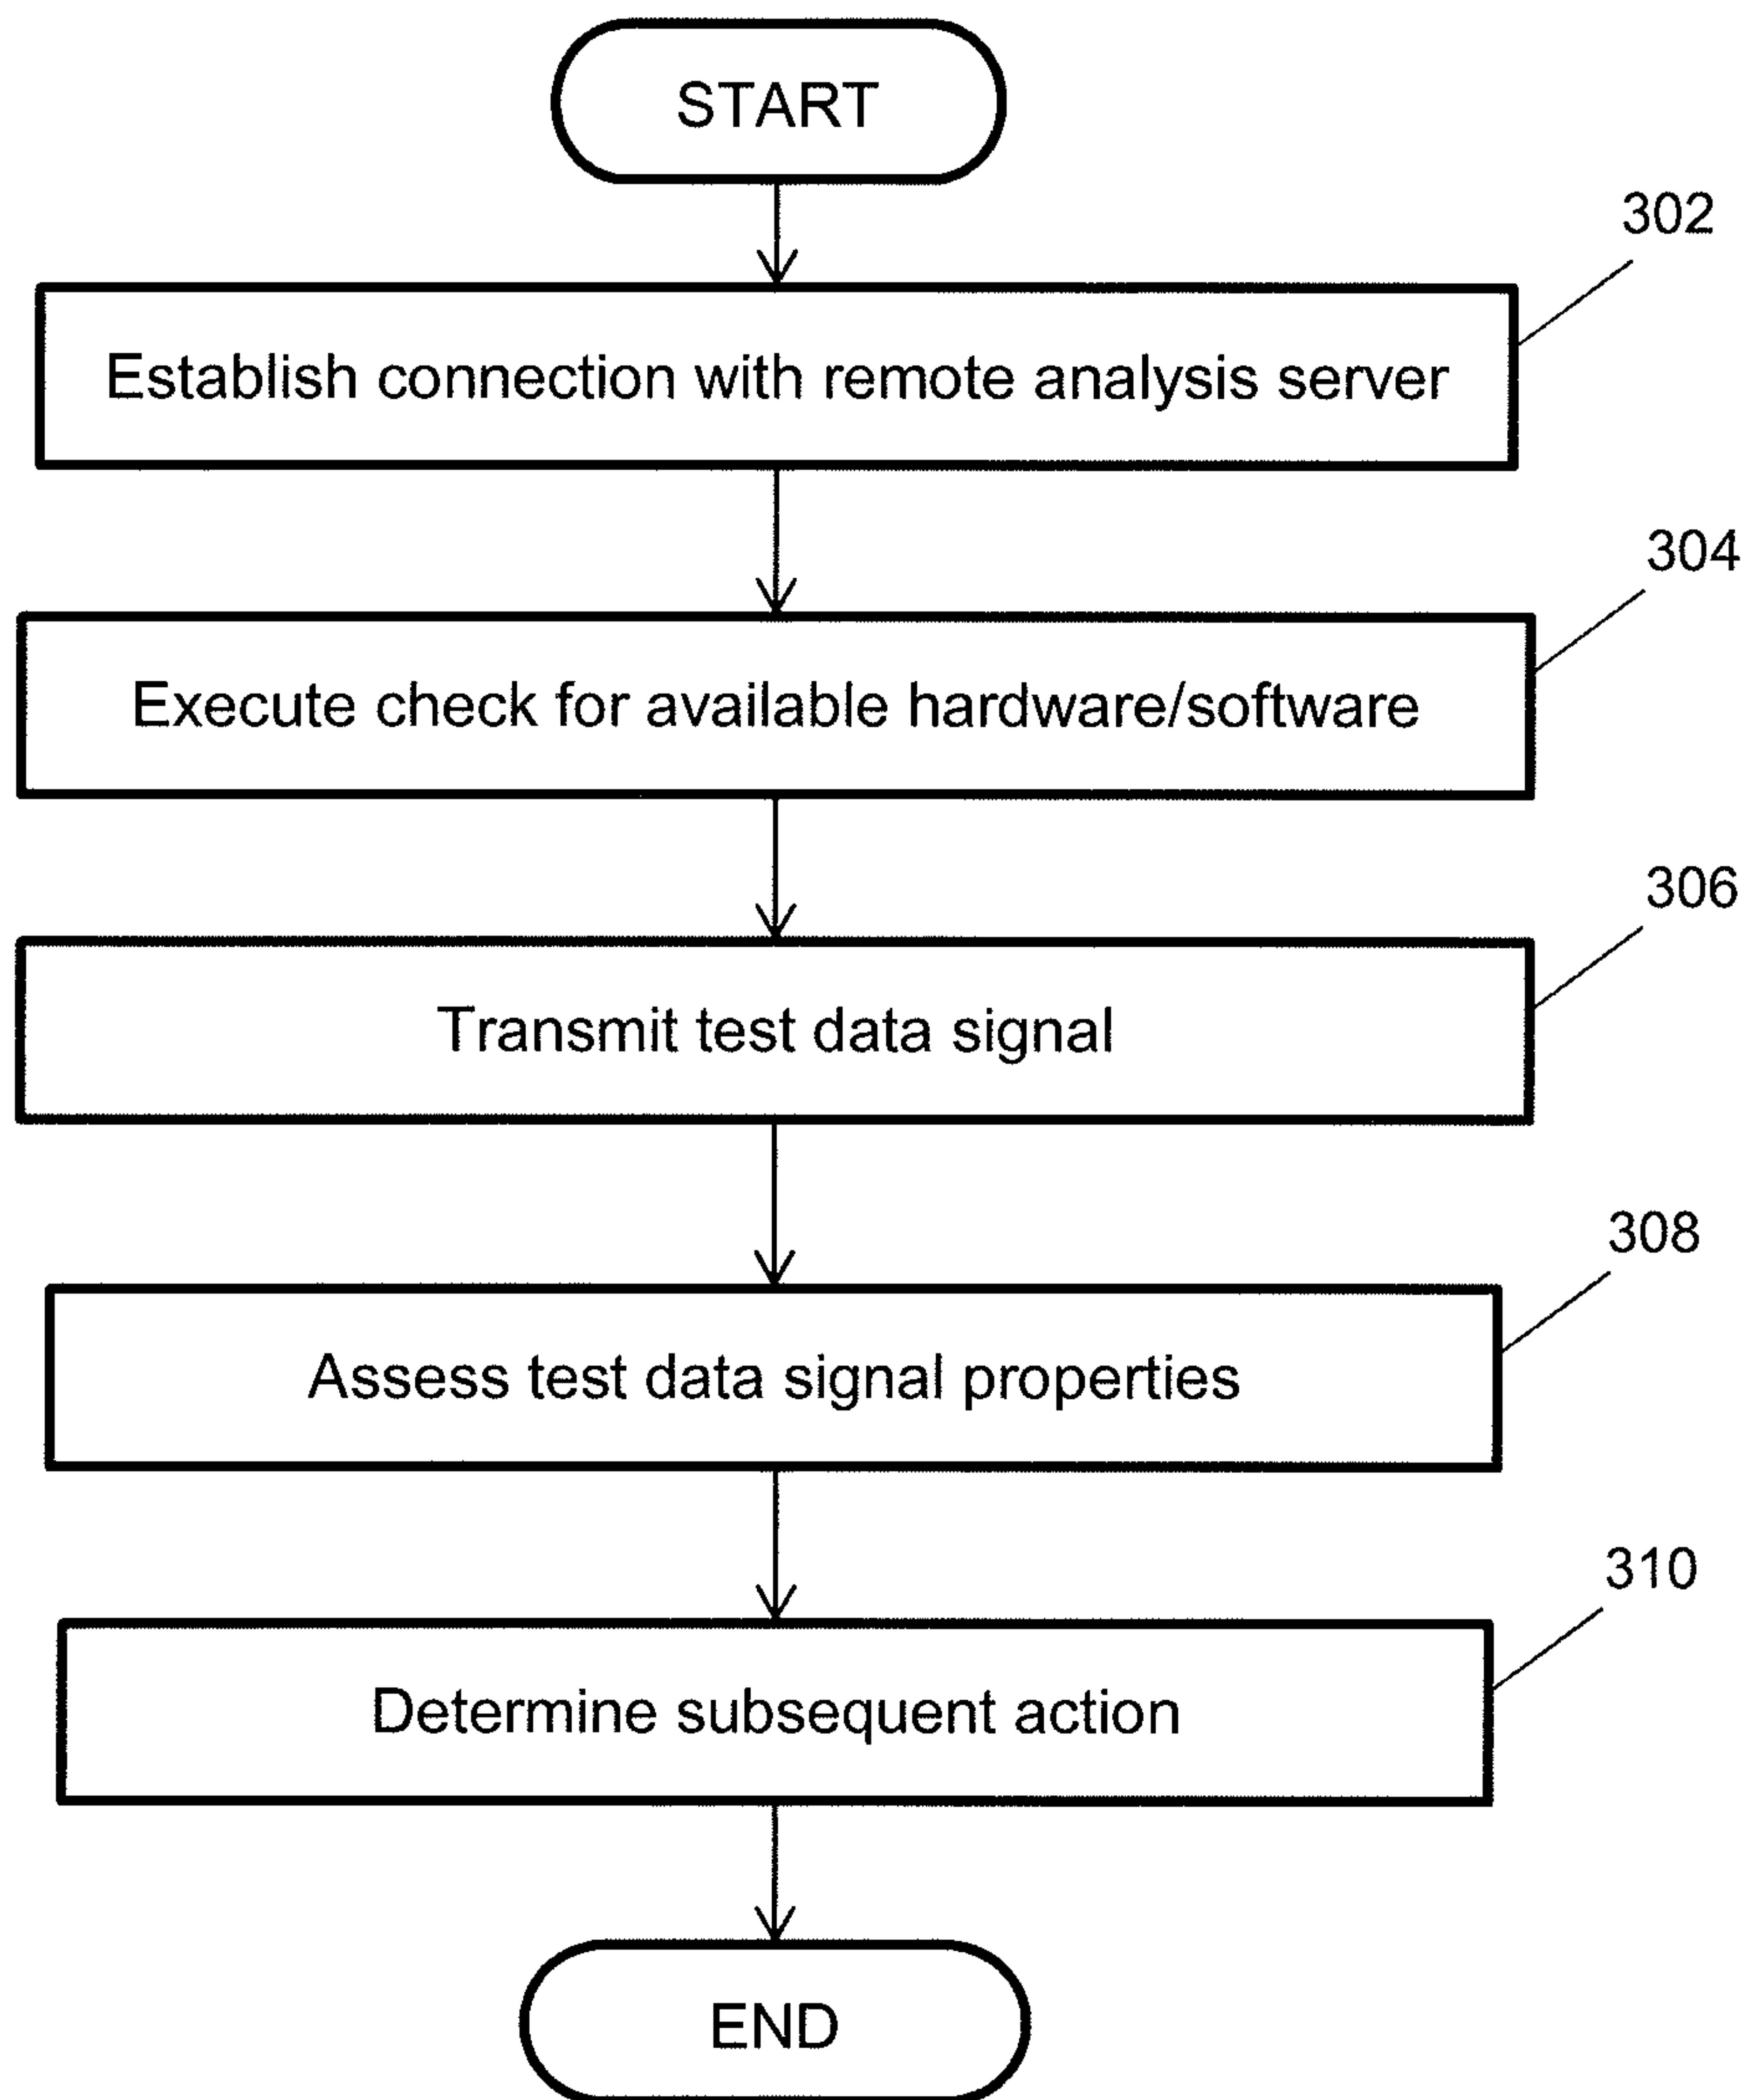 START
302
Establish connection with remote analysis server
304
Execute check for available hardware/software
306
Transmit test data signal
308
Assess test data signal properties
310
Determine subsequent action
END